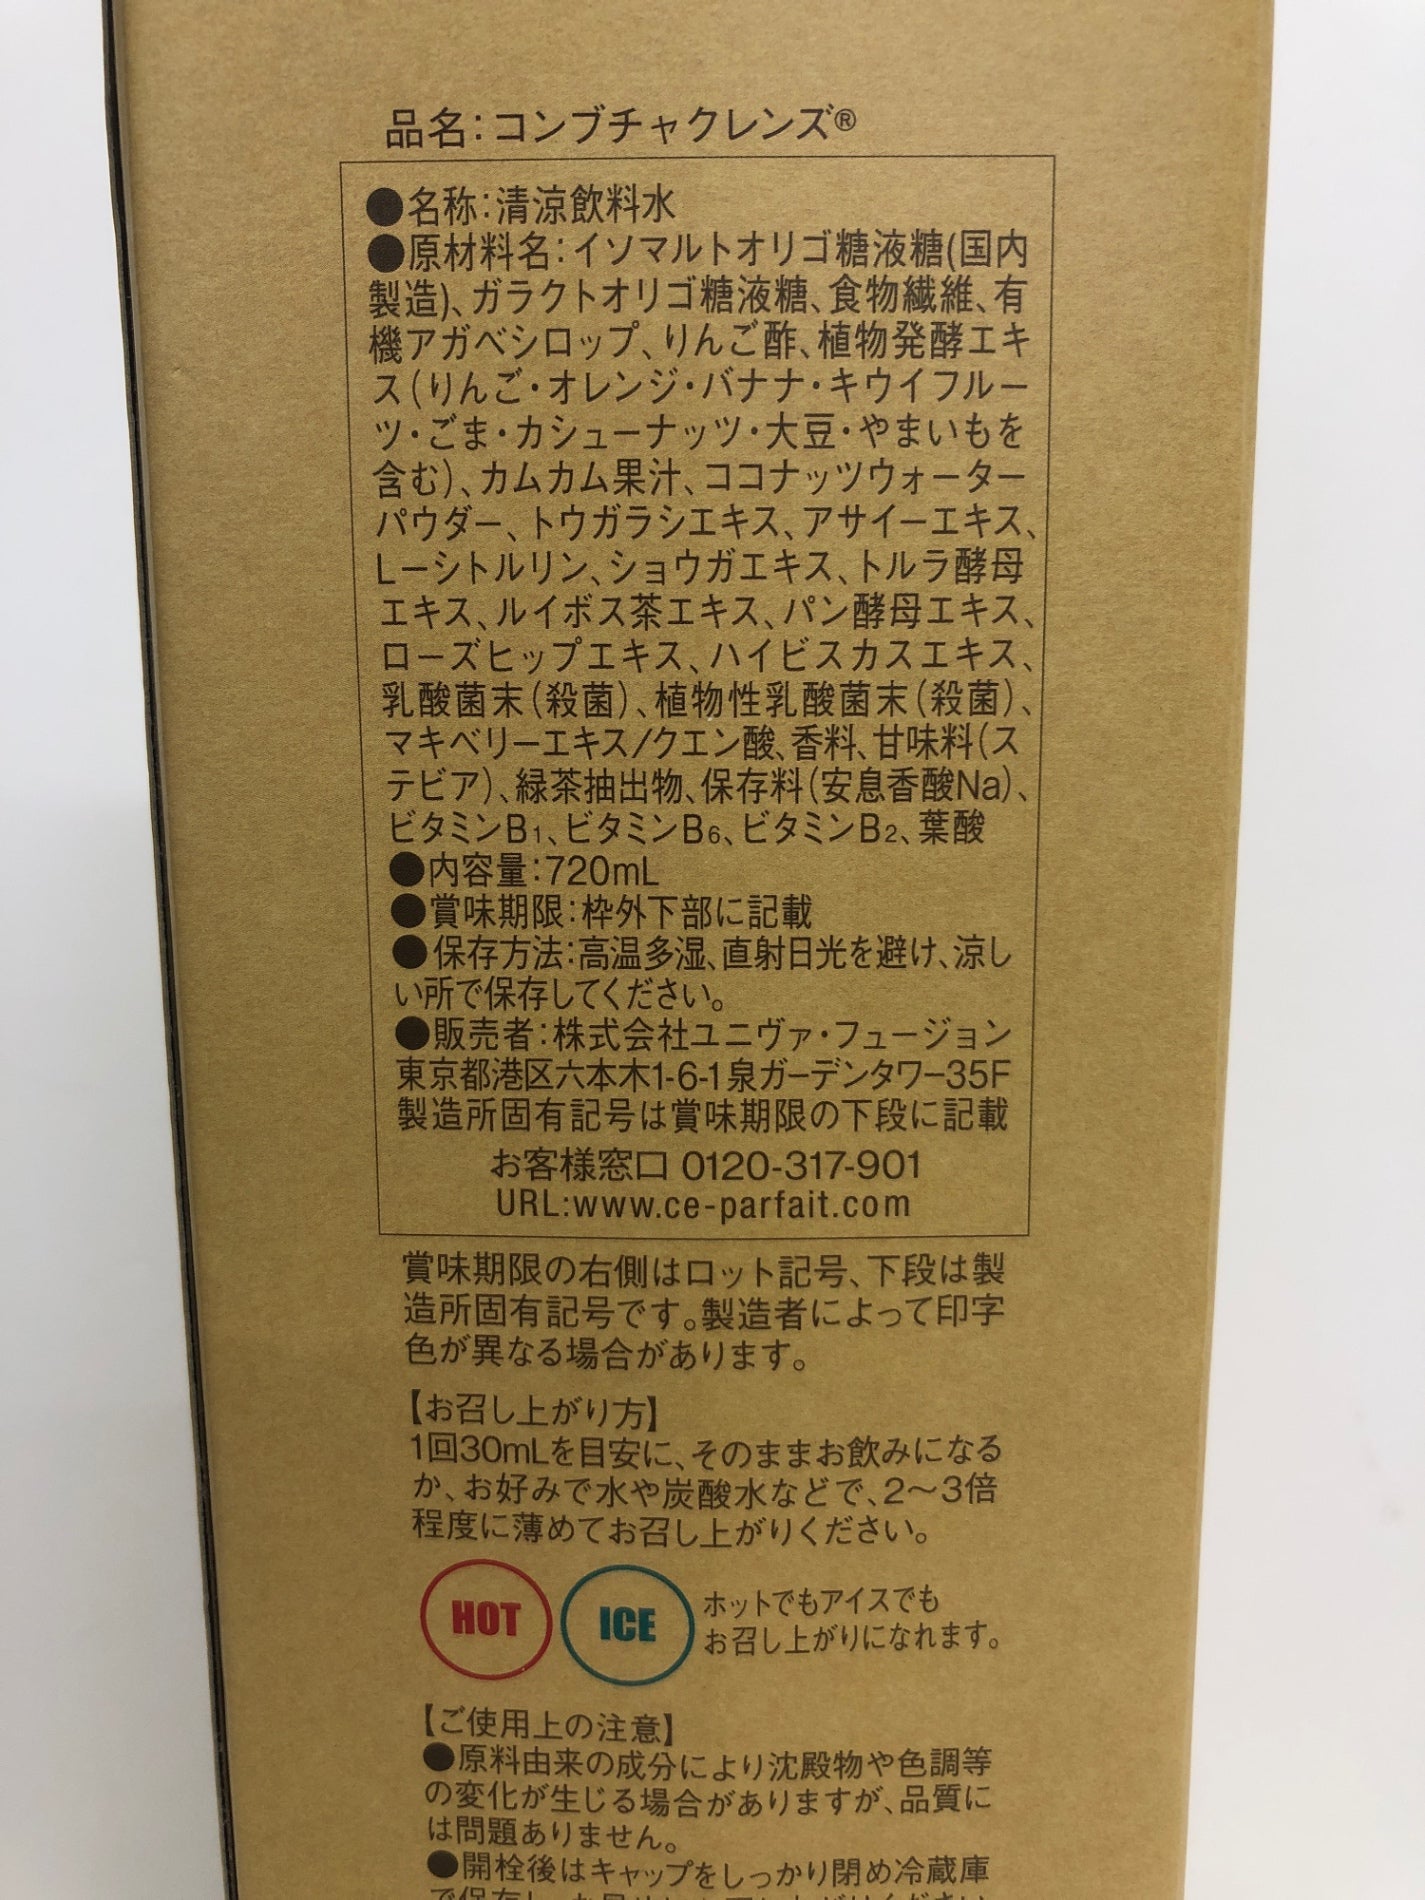 品名：コンブチャクレンズ®
●名称：清涼飲料水
●原材料名：イソマルトオリゴ糖液糖(国内
製造)、ガラクトオリゴ糖液糖、食物繊維、有
機アガベシロップ、りんご酢、植物発酵エキ
ス（りんご・オレンジ・バナナ・キウイフルー
ツ・ごま・カシューナッツ・大豆・やまいもを
含む）、カムカム果汁、ココナッツウォーター
パウダー、トウガラシエキス、アサイーエキス、
L−シトルリン、ショウガエキス、トルラ酵母
エキス、ルイボス茶エキス、パン酵母エキス、
ローズヒップエキス、ハイビスカスエキス、
乳酸菌末（殺菌）、植物性乳酸菌末（殺菌）、
マキベリーエキス/クエン酸、香料、甘味料（ス
テビア）、緑茶抽出物、保存料（安息香酸Na）、
ビタミンB1、ビタミンB6、ビタミンB2、葉酸
●内容量：720mL
●賞味期限：枠外下部に記載
●保存方法：高温多湿、直射日光を避け、涼し
い所で保存してください。
●販売者：株式会社ユニヴァ・フュージョン
東京都港区六本木1-6-1泉ガーデンタワー35F
製造所固有記号は賞味期限の下段に記載
お客様窓口 0120-317-901
URL:www.ce-parfait.com
賞味期限の右側はロット記号、下段は製
造所固有記号です。製造者によって印字
色が異なる場合があります。
【お召し上がり方】
1回30mLを目安に、そのままお飲みになる
か、お好みで水や炭酸水などで、2〜3倍
程度に薄めてお召し上がりください。
HOT ICE ホットでもアイスでも
お召し上がりになれます。
【ご使用上の注意】
●原料由来の成分により沈殿物や色調等
の変化が生じる場合がありますが、品質に
は問題ありません。
●開栓後はキャップをしっかり閉め冷蔵庫